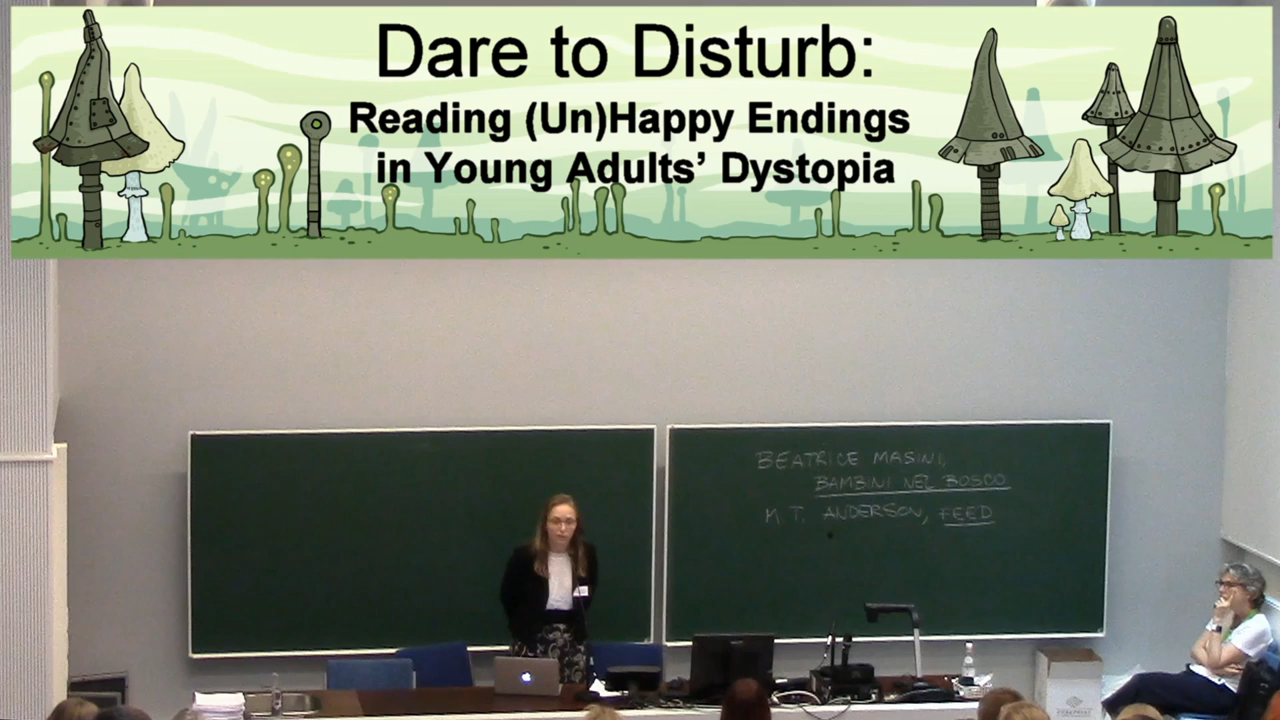 Dare to Disturb:
Reading (Un)Happy Endings
in Young Adults’ Dystopia
BEATRICE MASINI,
BAMBINI NEL BOSCO
M. T. ANDERSON, FEED